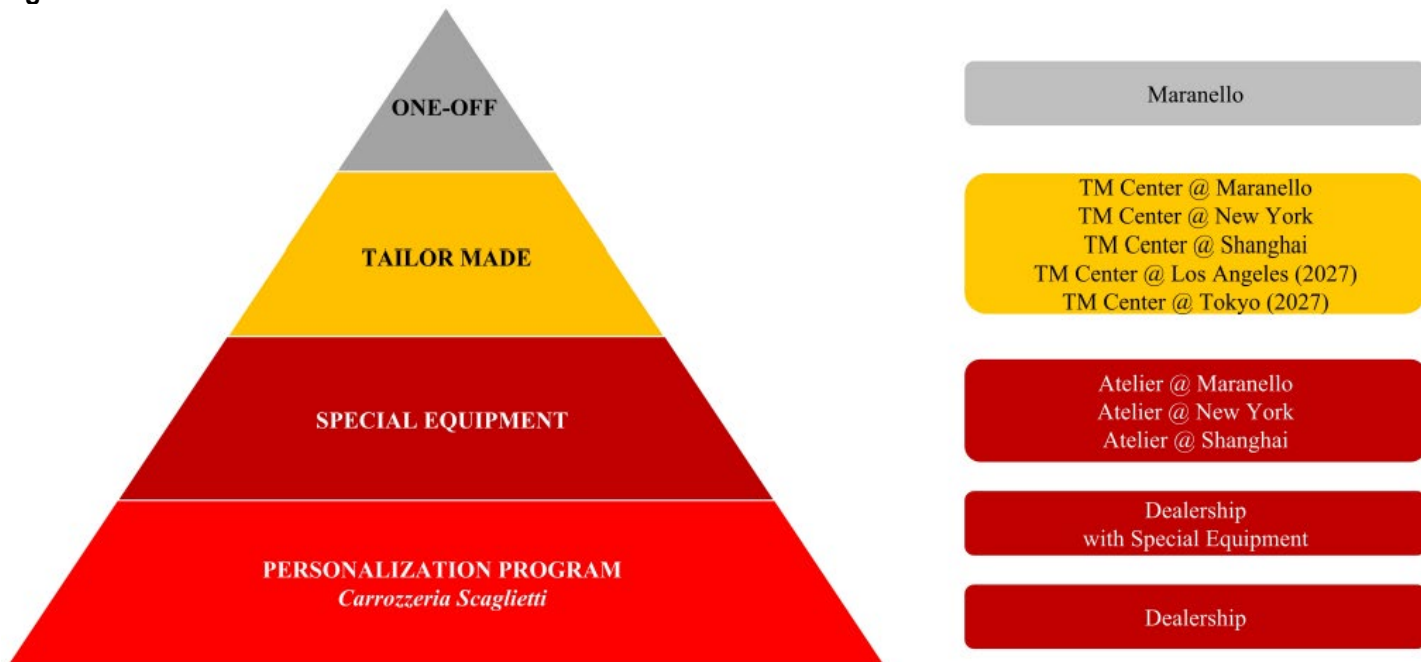 ONE-OFF
TAILOR MADE
SPECIAL EQUIPMENT
PERSONALIZATION PROGRAM
Carrozzeria Scaglietti
Maranello
TM Center @ Maranello
TM Center @ New York
TM Center @ Shanghai
TM Center @ Los Angeles (2027)
TM Center @ Tokyo (2027)
Atelier @ Maranello
Atelier @ New York
Atelier @ Shanghai
Dealership
with Special Equipment
Dealership